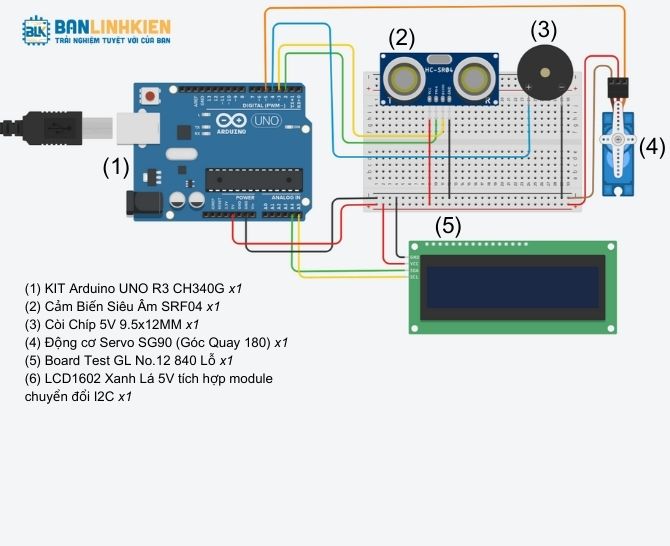 BLK BANLINHKIEN
TRẢI NGHIỆM TUYỆT VỜI CỦA BẠN
(2)
(3)
HC-SR04
DIGITAL (PWM~)
ARDUINO
UNO
(1)
(4)
POWER
ANALOG IN
(5)
GND
VCC
SDA
SCL
(1) KIT Arduino UNO R3 CH340G x1
(2) Cảm Biến Siêu Âm SRF04 x1
(3) Còi Chíp 5V 9.5x12MM x1
(4) Động cơ Servo SG90 (Góc Quay 180) x1
(5) Board Test GL No.12 840 Lỗ x1
(6) LCD1602 Xanh Lá 5V tích hợp module
chuyển đổi I2C x1